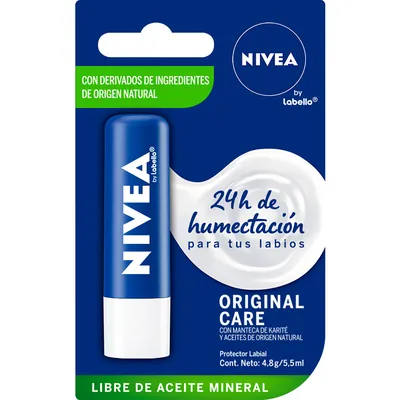 NIVEA
by
Labello®
CON DERIVADOS DE INGREDIENTES
DE ORIGEN NATURAL
NIVEA
by Labello®
24h de
humectación
para tus labios
ORIGINAL
CARE
CON MANTECA DE KARITÉ
Y ACEITES DE ORIGEN NATURAL
Protector Labial
Cont. Neto: 4,8g/5,5ml
LIBRE DE ACEITE MINERAL